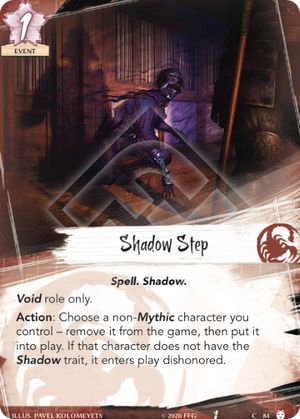 1
EVENT
Shadow Step
Spell. Shadow.
Void role only.
Action: Choose a non-Mythic character you
control – remove it from the game, then put it
into play. If that character does not have the
Shadow trait, it enters play dishonored.
ILLUS. PAVEL KOLOMEYETS © 2020 FFG 1 C 84